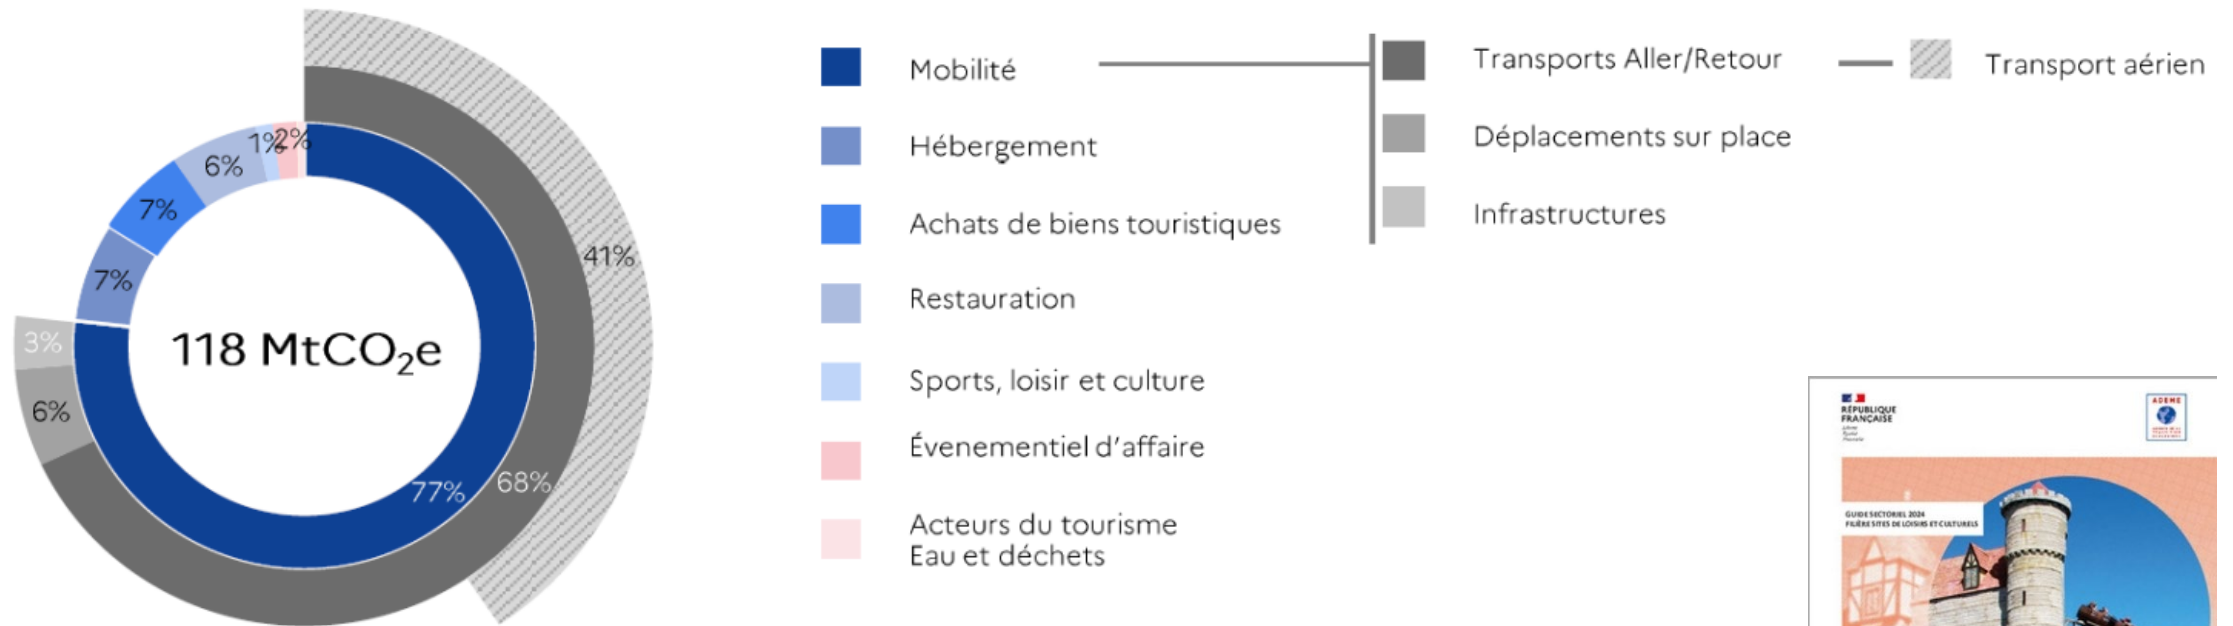 118 MtCO₂e
77%
68%
41%
6%
3%
7%
7%
6%
1%
2%
Mobilité
Hébergement
Achats de biens touristiques
Restauration
Sports, loisir et culture
Évenementiel d'affaire
Acteurs du tourisme
Eau et déchets
Transports Aller/Retour
Déplacements sur place
Infrastructures
Transport aérien
RÉPUBLIQUE
FRANÇAISE
ADEME
GUIDE SECTORIEL 2024
FILIÈRE SITES DE LOISIRS ET CULTURELS